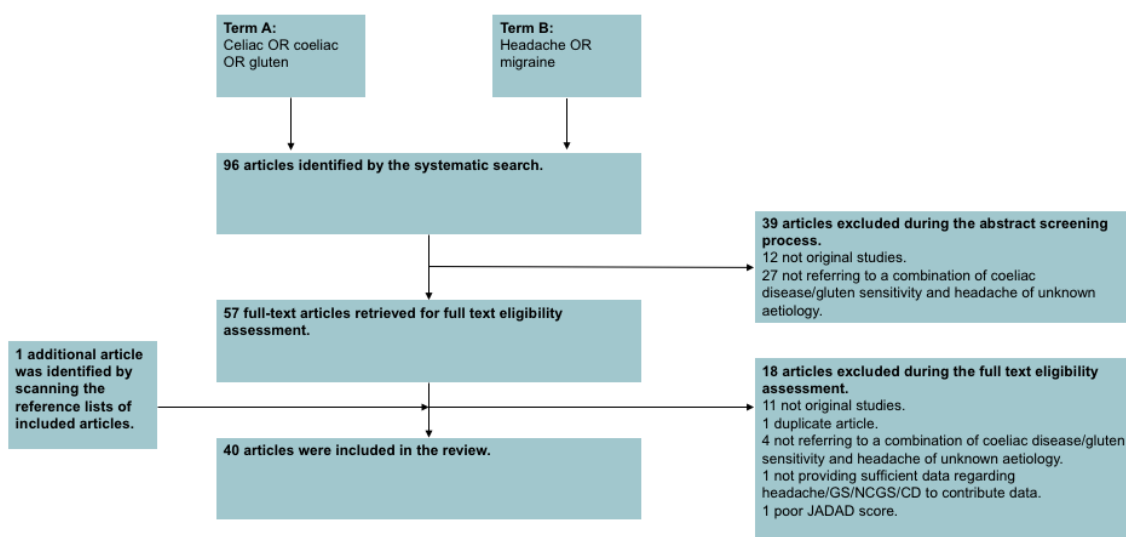 Term A:
Celiac OR coeliac
OR gluten
Term B:
Headache OR
migraine
96 articles identified by the systematic search.
39 articles excluded during the abstract screening
process.
12 not original studies.
27 not referring to a combination of coeliac
disease/gluten sensitivity and headache of unknown
aetiology.
57 full-text articles retrieved for full text eligibility
assessment.
1 additional article
was identified by
scanning the
reference lists of
included articles.
18 articles excluded during the full text eligibility
assessment.
11 not original studies.
1 duplicate article.
4 not referring to a combination of coeliac disease/gluten
sensitivity and headache of unknown aetiology.
1 not providing sufficient data regarding
headache/GS/NCGS/CD to contribute data.
1 poor JADAD score.
40 articles were included in the review.